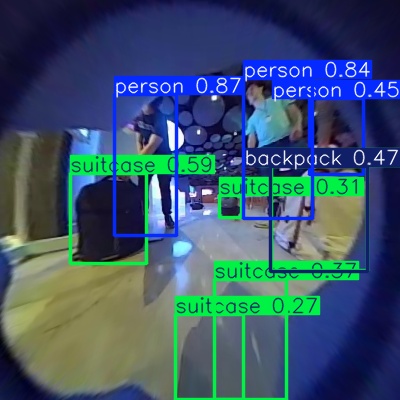 person 0.84
person 0.87
person 0.45
backpack 0.47
suitcase 0.59
suitcase 0.31
suitcase 0.37
suitcase 0.27